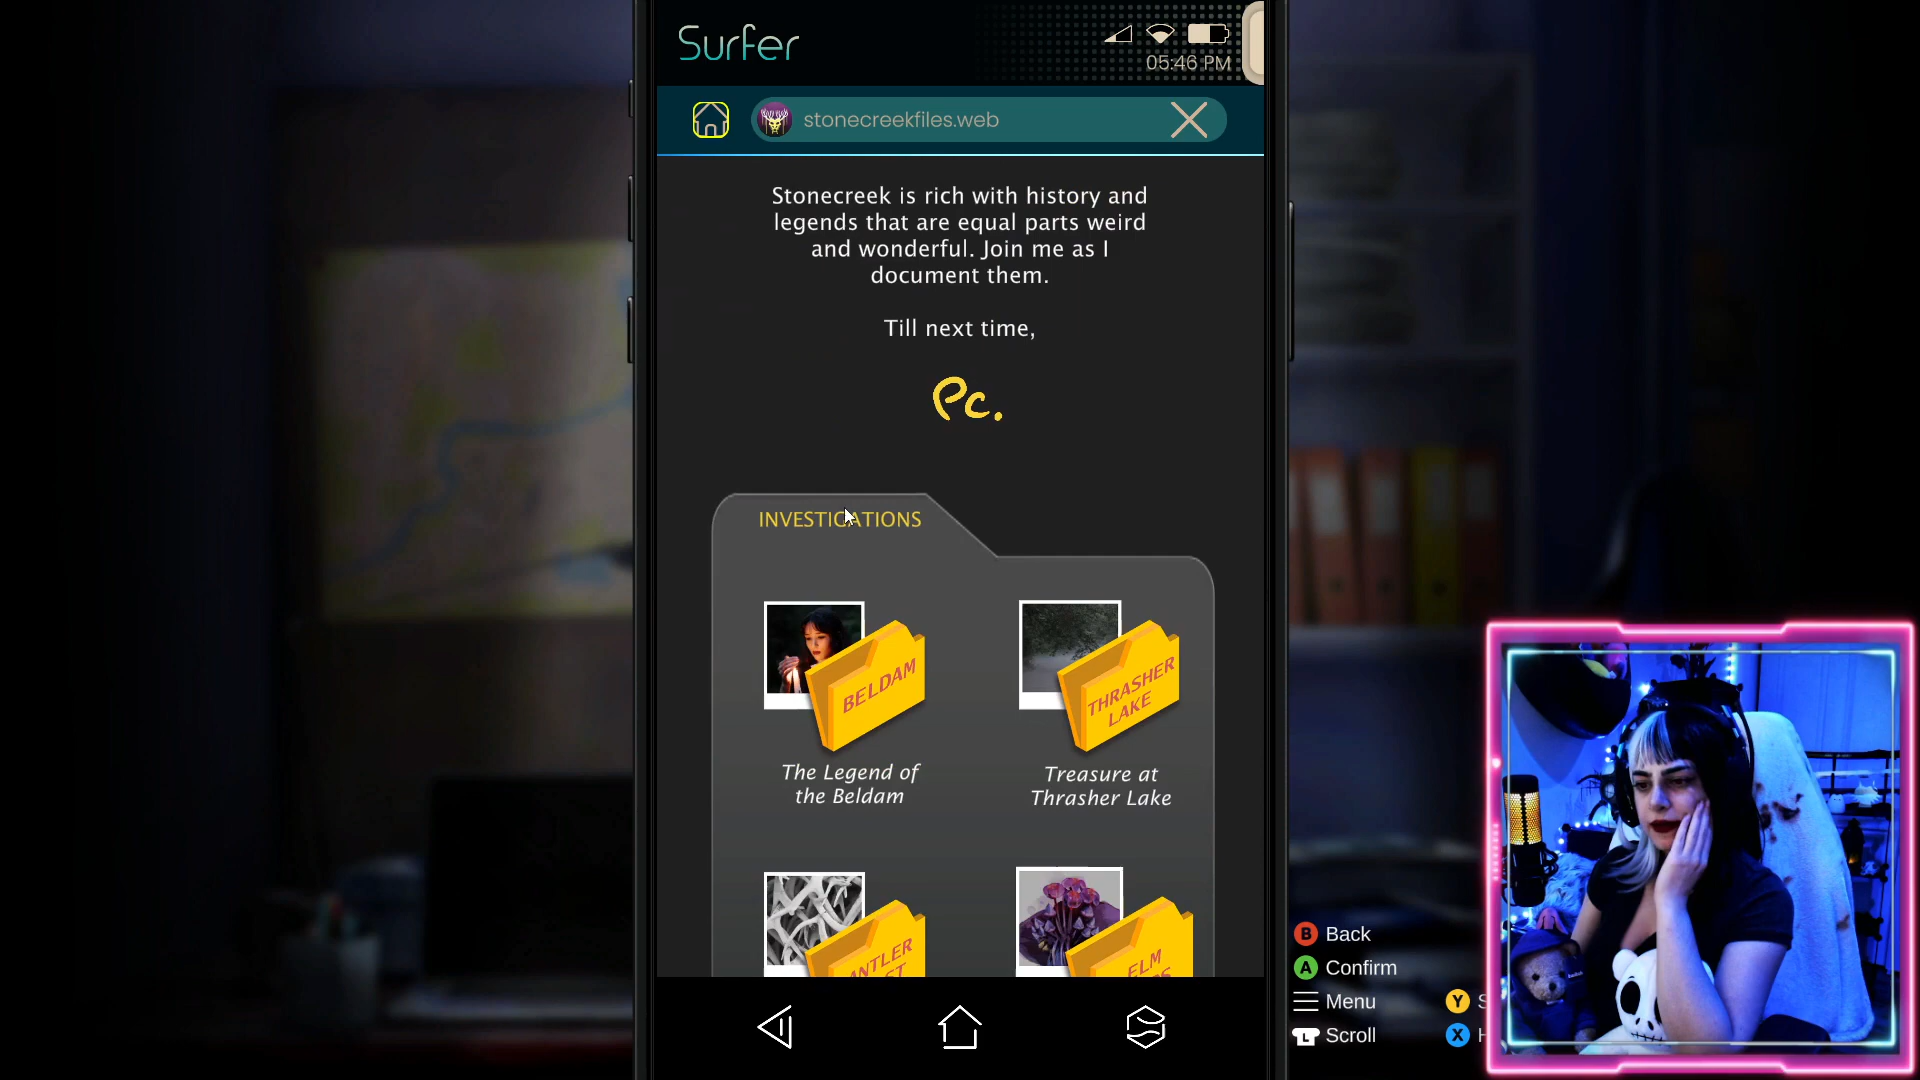 Surfer
05:46 PM
stonecreekfiles.web
Stonecreek is rich with history and
legends that are equal parts weird
and wonderful. Join me as I
document them.
Till next time,
Pc.
INVESTIGATIONS
BELDAM
THRASHER
LAKE
The Legend of
the Beldam
Treasure at
Thrasher Lake
ANTLER
ELM
B Back
A Confirm
Menu
Y S
L Scroll
X H